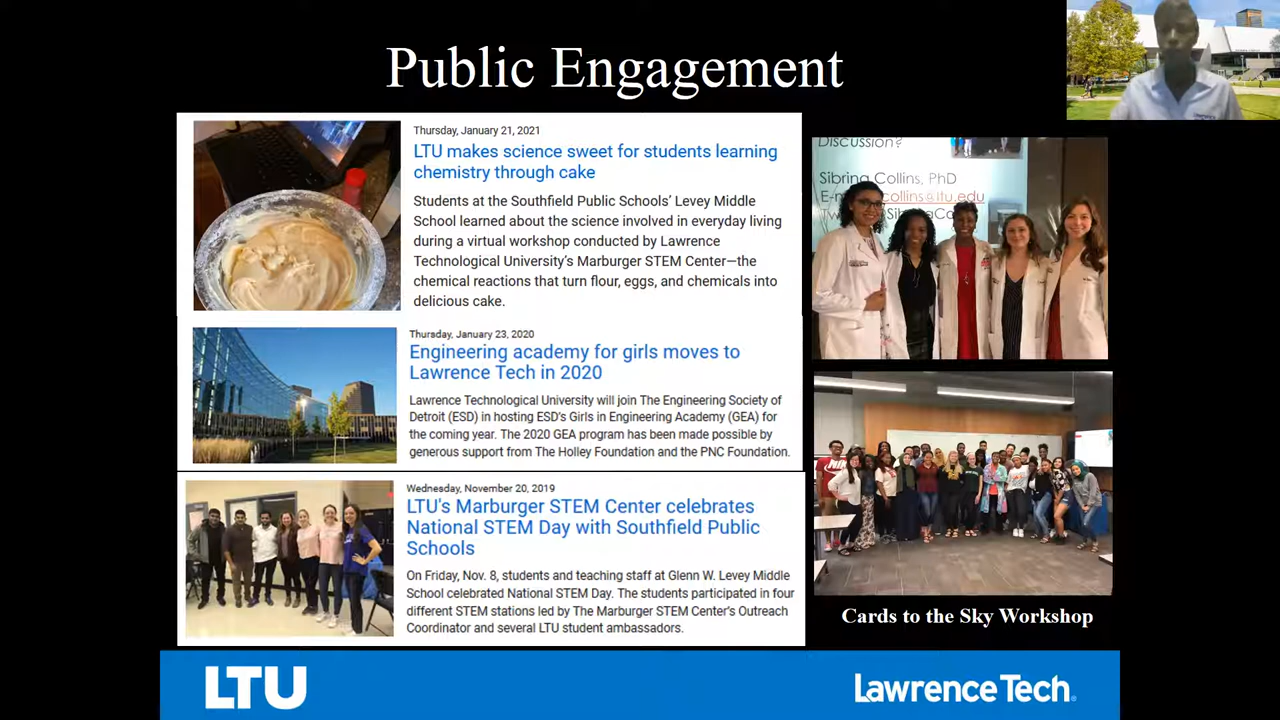 Public Engagement
Thursday, January 21, 2021
LTU makes science sweet for students learning
chemistry through cake
Students at the Southfield Public Schools' Levey Middle
School learned about the science involved in everyday living
during a virtual workshop conducted by Lawrence
Technological University's Marburger STEM Center—the
chemical reactions that turn flour, eggs, and chemicals into
delicious cake.
Thursday, January 23, 2020
Engineering academy for girls moves to
Lawrence Tech in 2020
Lawrence Technological University will join The Engineering Society of
Detroit (ESD) in hosting ESD's Girls in Engineering Academy (GEA) for
the coming year. The 2020 GEA program has been made possible by
generous support from The Holley Foundation and the PNC Foundation.
Wednesday, November 20, 2019
LTU's Marburger STEM Center celebrates
National STEM Day with Southfield Public
Schools
On Friday, Nov. 8, students and teaching staff at Glenn W. Levey Middle
School celebrated National STEM Day. The students participated in four
different STEM stations led by The Marburger STEM Center's Outreach
Coordinator and several LTU student ambassadors.
Discussion?
Sibrina Collins, PhD
Cards to the Sky Workshop
LTU
Lawrence Tech